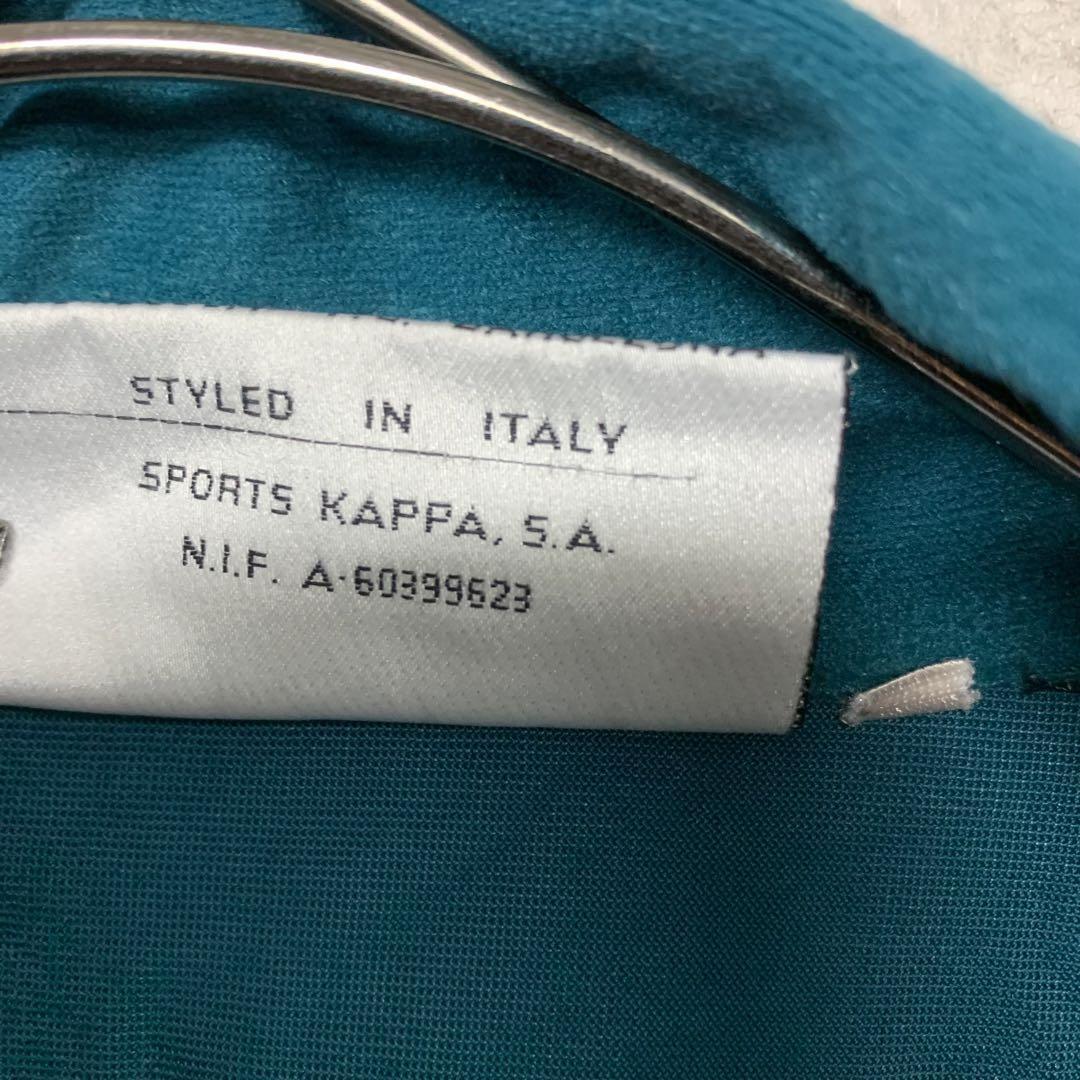 STYLED IN ITALY
SPORTS KAPPA, S.A.
N.I.F. A-60399623